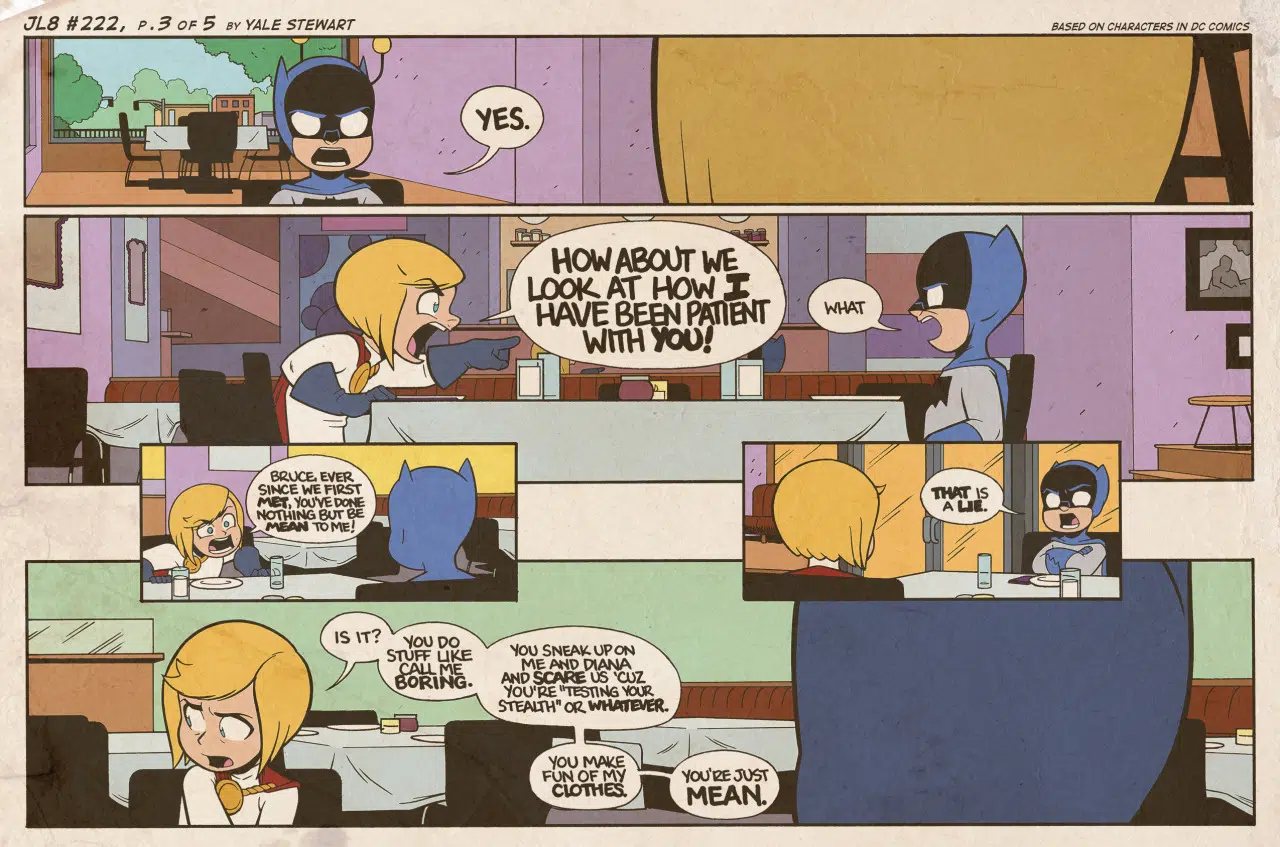 JL8 #222, P. 3 OF 5 BY YALE STEWART
BASED ON CHARACTERS IN DC COMICS
YES.
HOW ABOUT WE
LOOK AT HOW I
HAVE BEEN PATIENT
WITH YOU!
WHAT
BRUCE, EVER
SINCE WE FIRST
MET, YOU'VE DONE
NOTHING BUT BE
MEAN TO ME!
THAT IS
A LIE.
IS IT?
YOU DO
STUFF LIKE
CALL ME
BORING.
YOU SNEAK UP ON
ME AND DIANA
AND SCARE US 'CUZ
YOU'RE "TESTING YOUR
STEALTH" OR WHATEVER.
YOU MAKE
FUN OF MY
CLOTHES.
YOU'RE JUST
MEAN.